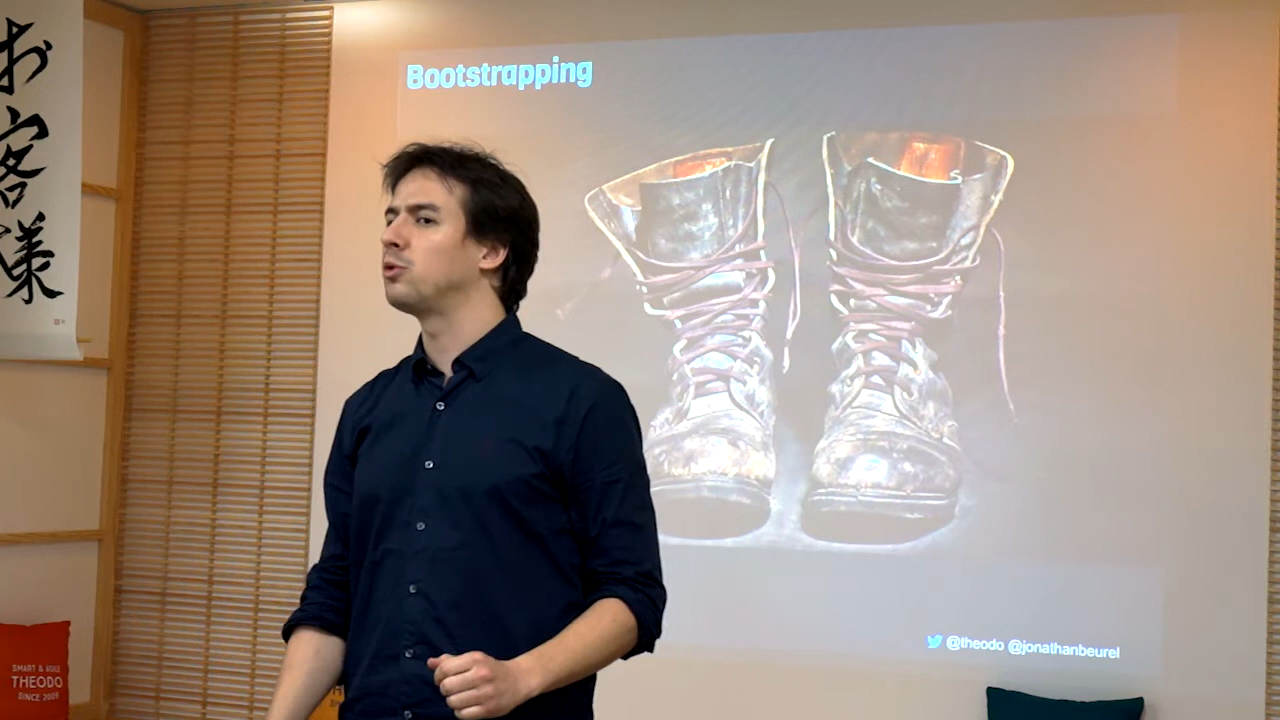 お客様
Bootstrapping
@theodo @jonathanbeurel
SMART & AGILE
THEODO
SINCE 2009